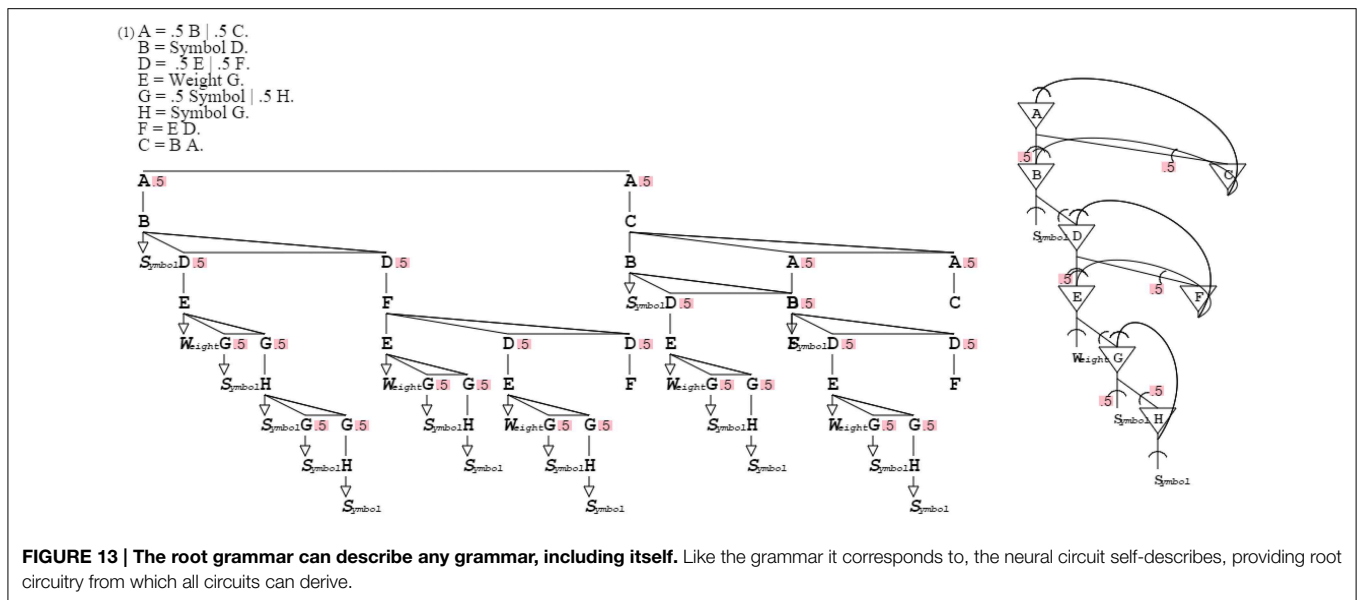 (1) A = .5 B | .5 C.
B = Symbol D.
D = .5 E | .5 F.
E = Weight G.
G = .5 Symbol | .5 H.
H = Symbol G.
F = E D.
C = B A.
A .5 A .5
B C
Symbol D .5 D .5 B A .5 A .5
E F Symbol D .5 B .5 C
Weight G .5 G .5 E D .5 D .5 E Symbol D .5 D .5
Symbol H Weight G .5 G .5 E F Weight G .5 G .5 E F
Symbol G .5 G .5 Symbol H Weight G .5 G .5 Symbol H Weight G .5 G .5
Symbol H Symbol Symbol H Symbol Symbol H
Symbol Symbol Symbol
A
.5 .5
B C
Symbol D
.5 .5
E F
Weight G
.5 .5
Symbol H
Symbol
FIGURE 13 | The root grammar can describe any grammar, including itself. Like the grammar it corresponds to, the neural circuit self-describes, providing root
circuitry from which all circuits can derive.